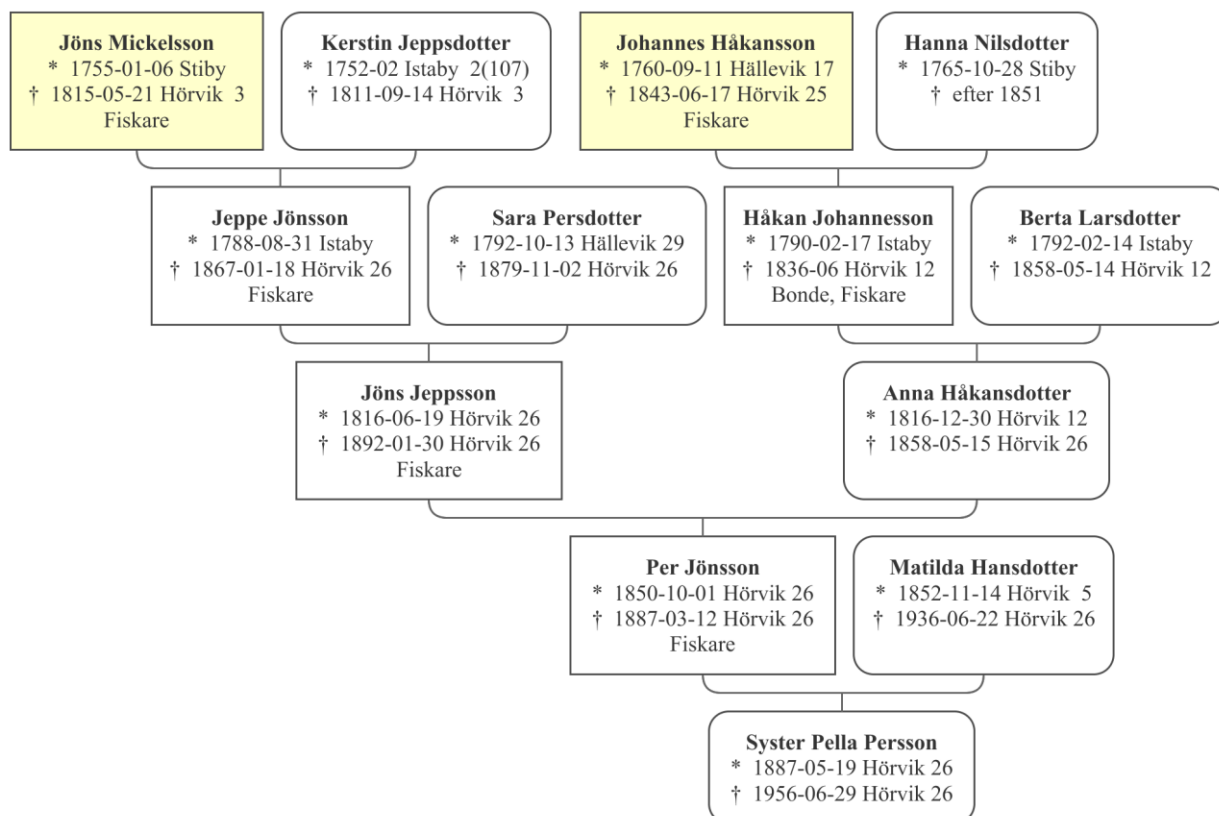 Jöns Mickelsson
* 1755-01-06 Stiby
† 1815-05-21 Hörvik 3
Fiskare
Kerstin Jeppsdotter
* 1752-02 Istaby 2(107)
† 1811-09-14 Hörvik 3
Johannes Håkansson
* 1760-09-11 Hällevik 17
† 1843-06-17 Hörvik 25
Fiskare
Hanna Nilsdotter
* 1765-10-28 Stiby
† efter 1851
Jeppe Jönsson
* 1788-08-31 Istaby
† 1867-01-18 Hörvik 26
Fiskare
Sara Persdotter
* 1792-10-13 Hällevik 29
† 1879-11-02 Hörvik 26
Håkan Johannesson
* 1790-02-17 Istaby
† 1836-06 Hörvik 12
Bonde, Fiskare
Berta Larsdotter
* 1792-02-14 Istaby
† 1858-05-14 Hörvik 12
Jöns Jeppsson
* 1816-06-19 Hörvik 26
† 1892-01-30 Hörvik 26
Fiskare
Anna Håkansdotter
* 1816-12-30 Hörvik 12
† 1858-05-15 Hörvik 26
Per Jönsson
* 1850-10-01 Hörvik 26
† 1887-03-12 Hörvik 26
Fiskare
Matilda Hansdotter
* 1852-11-14 Hörvik 5
† 1936-06-22 Hörvik 26
Syster Pella Persson
* 1887-05-19 Hörvik 26
† 1956-06-29 Hörvik 26